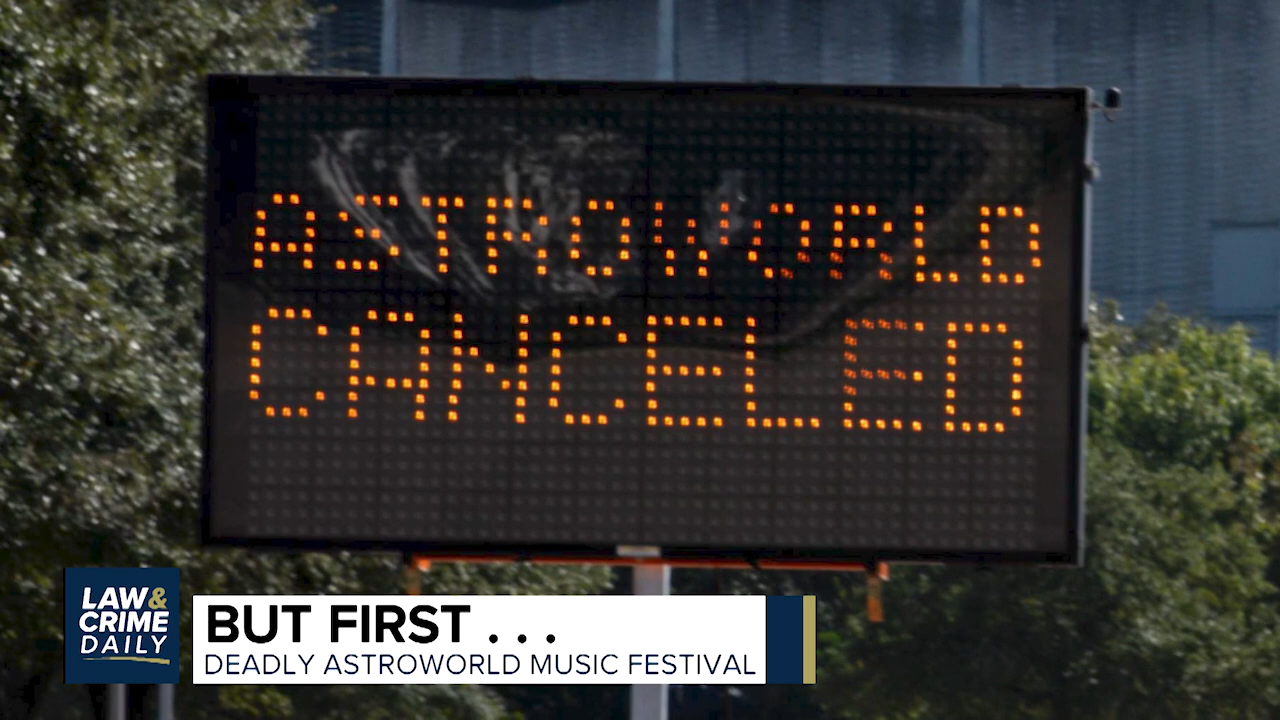 ASTROWORLD
CANCELED
LAW&
CRIME
DAILY
BUT FIRST . . .
DEADLY ASTROWORLD MUSIC FESTIVAL